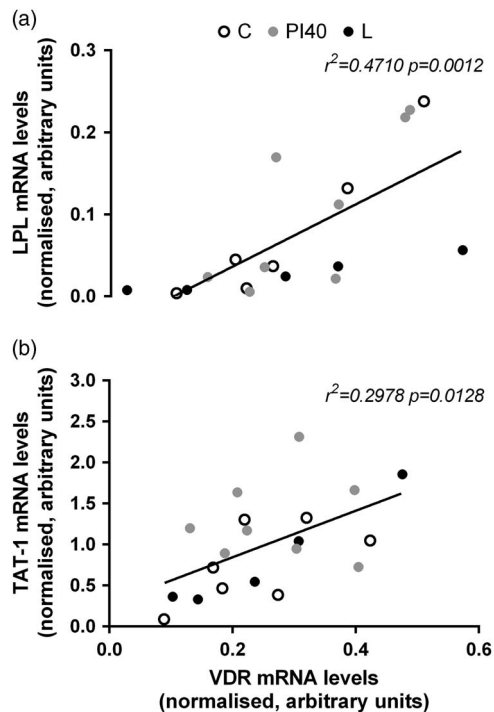 (a)
C PI40 L
r²=0.4710 p=0.0012
LPL mRNA levels
(normalised, arbitrary units)
0.3
0.2
0.1
0.0
(b)
r²=0.2978 p=0.0128
TAT-1 mRNA levels
(normalised, arbitrary units)
3.0
2.5
2.0
1.5
1.0
0.5
0.0
0.0 0.2 0.4 0.6
VDR mRNA levels
(normalised, arbitrary units)